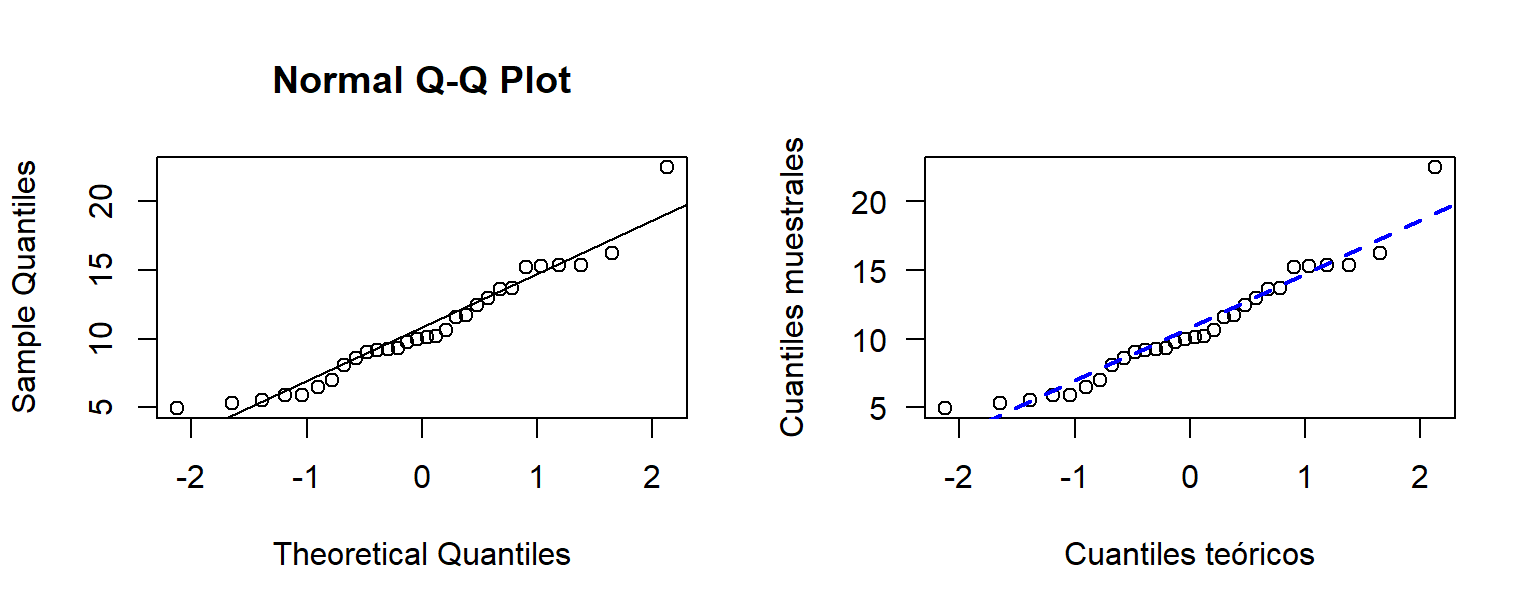 Normal Q-Q Plot
Sample Quantiles
20
15
10
5
-2 -1 0 1 2
Theoretical Quantiles
Cuantiles muestrales
20
15
10
5
-2 -1 0 1 2
Cuantiles teóricos